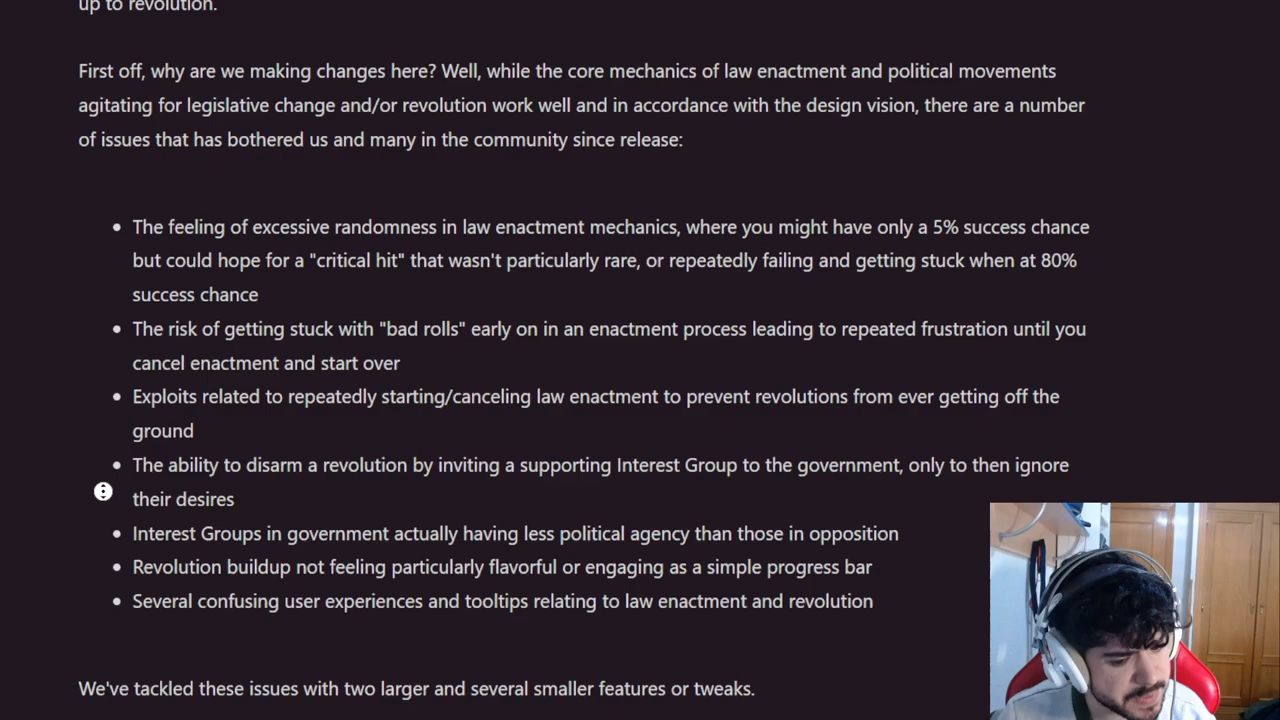 up to revolution.
First off, why are we making changes here? Well, while the core mechanics of law enactment and political movements
agitating for legislative change and/or revolution work well and in accordance with the design vision, there are a number
of issues that has bothered us and many in the community since release:
• The feeling of excessive randomness in law enactment mechanics, where you might have only a 5% success chance
but could hope for a "critical hit" that wasn't particularly rare, or repeatedly failing and getting stuck when at 80%
success chance
• The risk of getting stuck with "bad rolls" early on in an enactment process leading to repeated frustration until you
cancel enactment and start over
• Exploits related to repeatedly starting/canceling law enactment to prevent revolutions from ever getting off the
ground
• The ability to disarm a revolution by inviting a supporting Interest Group to the government, only to then ignore
their desires
• Interest Groups in government actually having less political agency than those in opposition
• Revolution buildup not feeling particularly flavorful or engaging as a simple progress bar
• Several confusing user experiences and tooltips relating to law enactment and revolution
We've tackled these issues with two larger and several smaller features or tweaks.